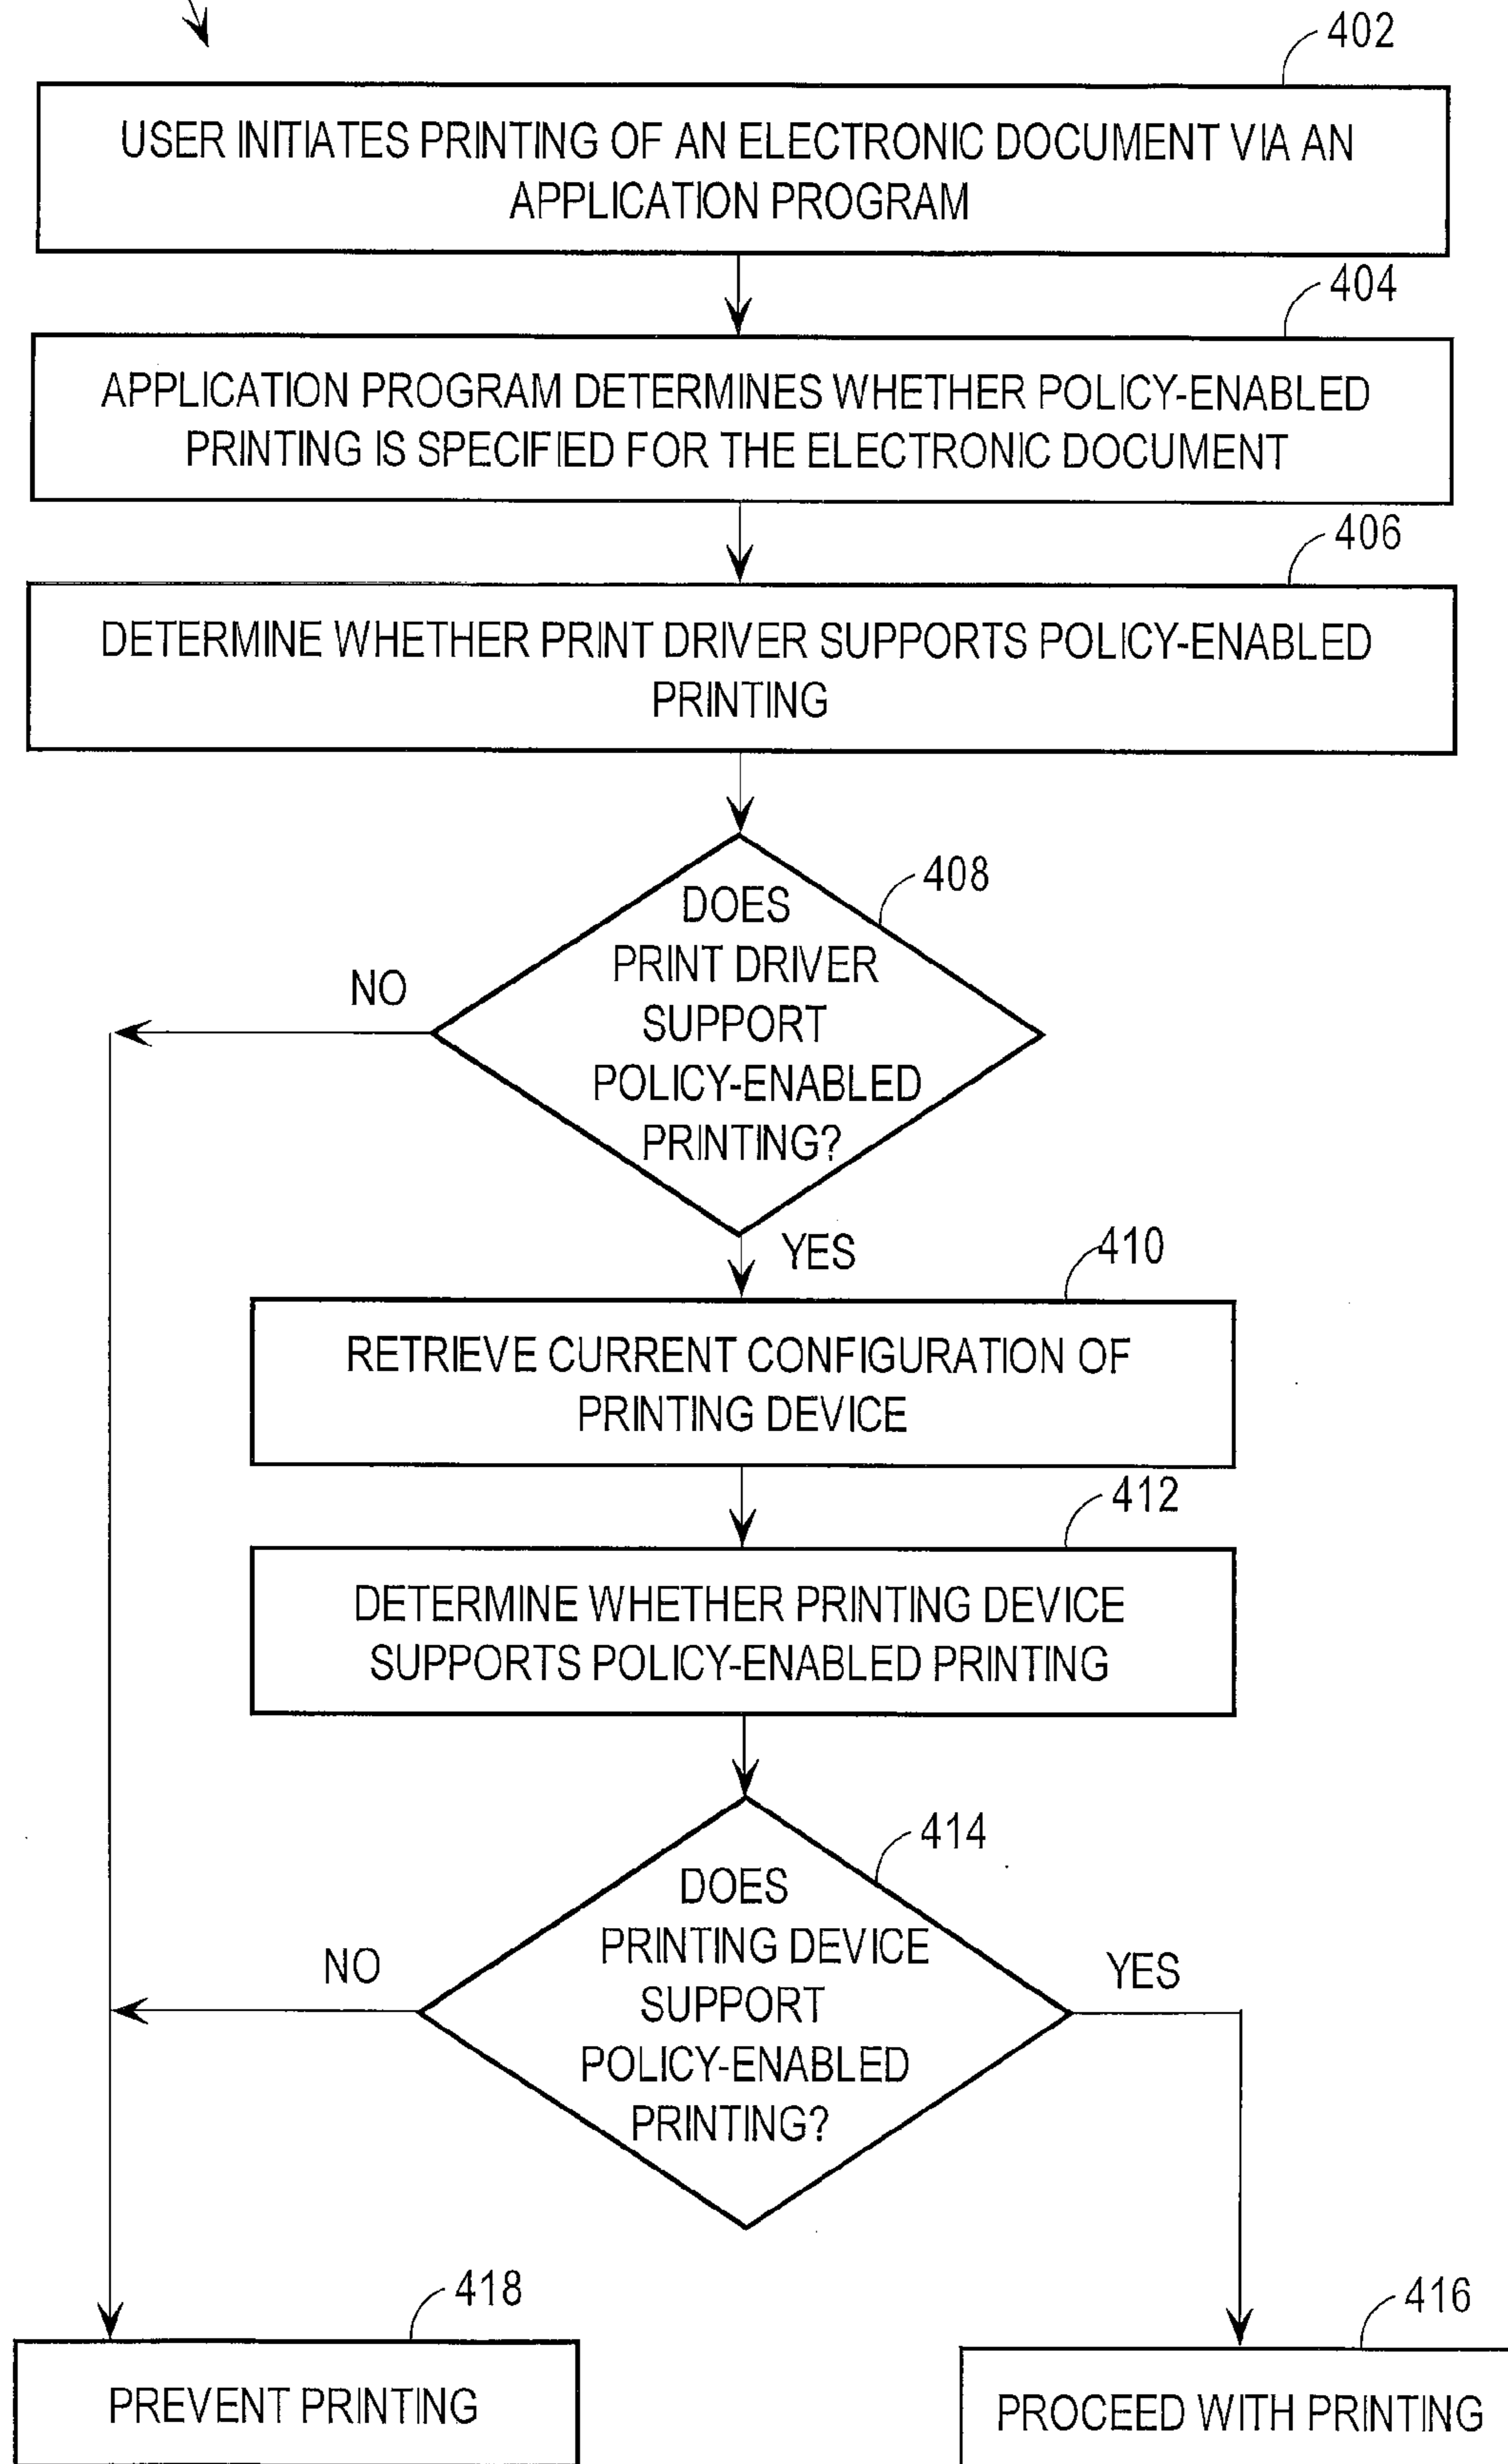 402
USER INITIATES PRINTING OF AN ELECTRONIC DOCUMENT VIA AN
APPLICATION PROGRAM
404
APPLICATION PROGRAM DETERMINES WHETHER POLICY-ENABLED
PRINTING IS SPECIFIED FOR THE ELECTRONIC DOCUMENT
406
DETERMINE WHETHER PRINT DRIVER SUPPORTS POLICY-ENABLED
PRINTING
408
DOES
PRINT DRIVER
SUPPORT
POLICY-ENABLED
PRINTING?
NO
YES
410
RETRIEVE CURRENT CONFIGURATION OF
PRINTING DEVICE
412
DETERMINE WHETHER PRINTING DEVICE
SUPPORTS POLICY-ENABLED PRINTING
414
DOES
PRINTING DEVICE
SUPPORT
POLICY-ENABLED
PRINTING?
NO
YES
418
PREVENT PRINTING
416
PROCEED WITH PRINTING